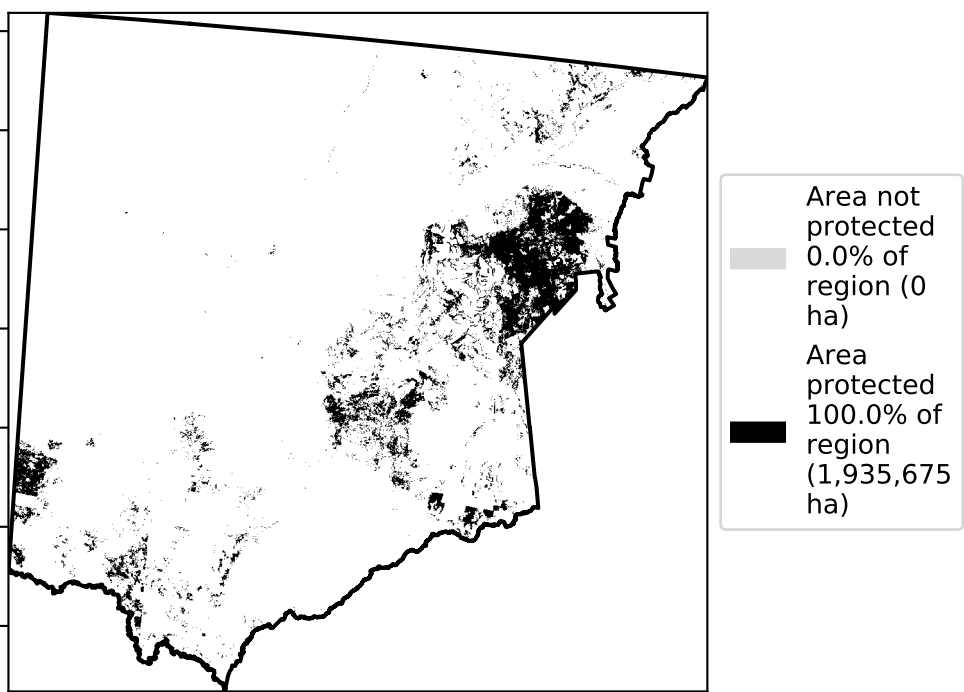 Area not
protected
0.0% of
region (0
ha)
Area
protected
100.0% of
region
(1,935,675
ha)